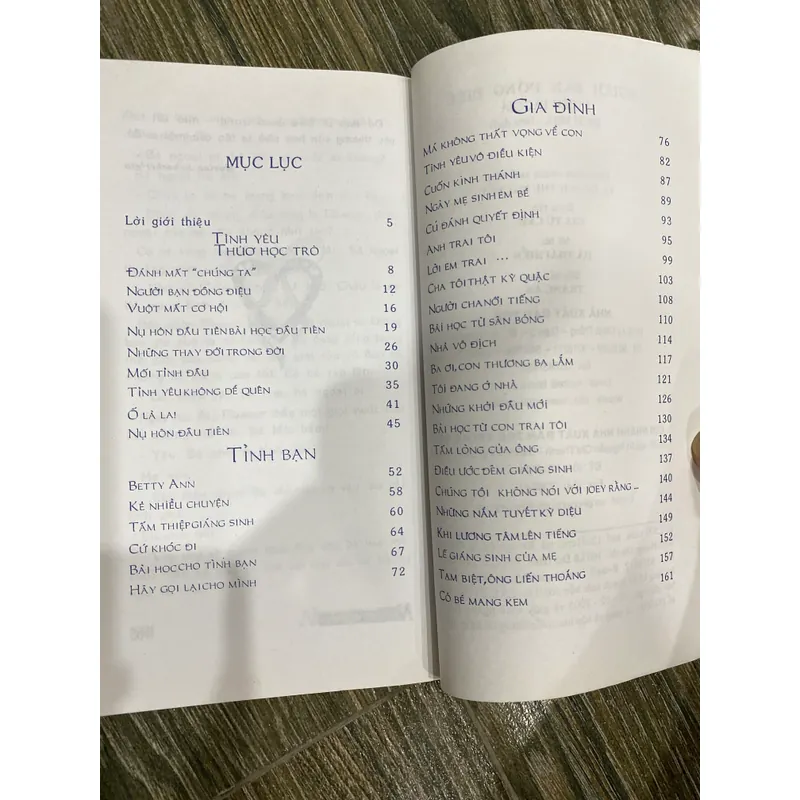 MỤC LỤC
Lời giới thiệu 5
TÌNH YÊU
THUỞ HỌC TRÒ
ĐÁNH MẤT "CHÚNG TA" 8
NGƯỜI BẠN ĐỒNG ĐIỆU 12
VUỘT MẤT CƠ HỘI 16
NỤ HÔN ĐẦU TIÊN BÀI HỌC ĐẦU TIÊN 19
NHỮNG THAY ĐỔI TRONG ĐỜI 26
MỐI TÌNH ĐẦU 30
TÌNH YÊU KHÔNG DỄ QUÊN 35
Ồ LÀ LA! 41
NỤ HÔN ĐẦU TIÊN 45
TÌNH BẠN
BETTY ANN 52
KẺ NHIỀU CHUYỆN 58
TẤM THIỆP GIÁNG SINH 60
CỨ KHÓC ĐI 64
BÀI HỌC CHO TÌNH BẠN 67
HÃY GỌI LẠI CHO MÌNH 72
GIA ĐÌNH
MÁ KHÔNG THẤT VỌNG VỀ CON 76
TÌNH YÊU VÔ ĐIỀU KIỆN 82
CUỐN KINH THÁNH 87
NGÀY MẸ SINH EM BÉ 89
CÚ ĐÁNH QUYẾT ĐỊNH 93
ANH TRAI TÔI 95
LỜI EM TRAI ... 99
CHA TÔI THẬT KỲ QUẶC 103
NGƯỜI CHA NỔI TIẾNG 108
BÀI HỌC TỪ SÂN BÓNG 110
NHÀ VÔ ĐỊCH 114
BA ƠI, CON THƯƠNG BA LẮM 117
TÔI ĐANG Ở NHÀ 121
NHỮNG KHỞI ĐẦU MỚI 126
BÀI HỌC TỪ CON TRAI TÔI 130
TẤM LÒNG CỦA ÔNG 134
ĐIỀU ƯỚC ĐÊM GIÁNG SINH 137
CHÚNG TÔI KHÔNG NÓI VỚI JOEY RẰNG ... 140
NHỮNG NẮM TUYẾT KỲ DIỆU 144
KHI LƯƠNG TÂM LÊN TIẾNG 149
LỄ GIÁNG SINH CỦA MẸ 152
TẠM BIỆT, ÔNG LIẾN THOẮNG 157
CÔ BÉ MANG KÈM 161